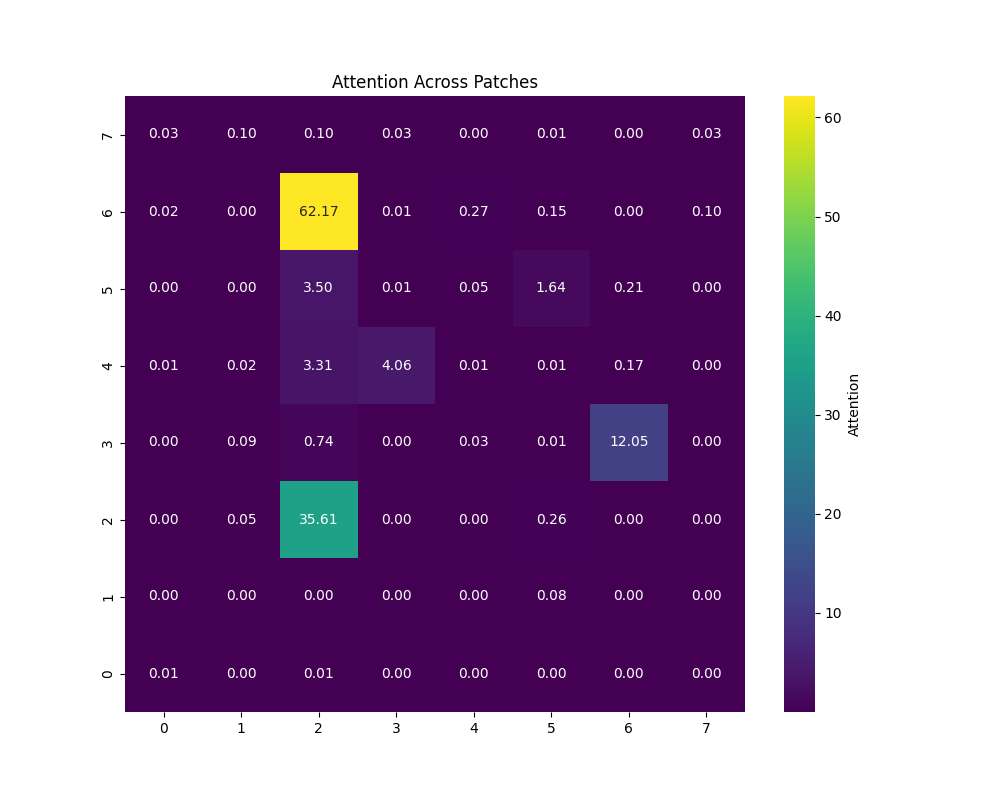 Attention Across Patches
7 0.03 0.10 0.10 0.03 0.00 0.01 0.00 0.03
6 0.02 0.00 62.17 0.01 0.27 0.15 0.00 0.10
5 0.00 0.00 3.50 0.01 0.05 1.64 0.21 0.00
4 0.01 0.02 3.31 4.06 0.01 0.01 0.17 0.00
3 0.00 0.09 0.74 0.00 0.03 0.01 12.05 0.00
2 0.00 0.05 35.61 0.00 0.00 0.26 0.00 0.00
1 0.00 0.00 0.00 0.00 0.00 0.08 0.00 0.00
0 0.01 0.00 0.01 0.00 0.00 0.00 0.00 0.00
0 1 2 3 4 5 6 7
60
50
40
30
20
10
Attention